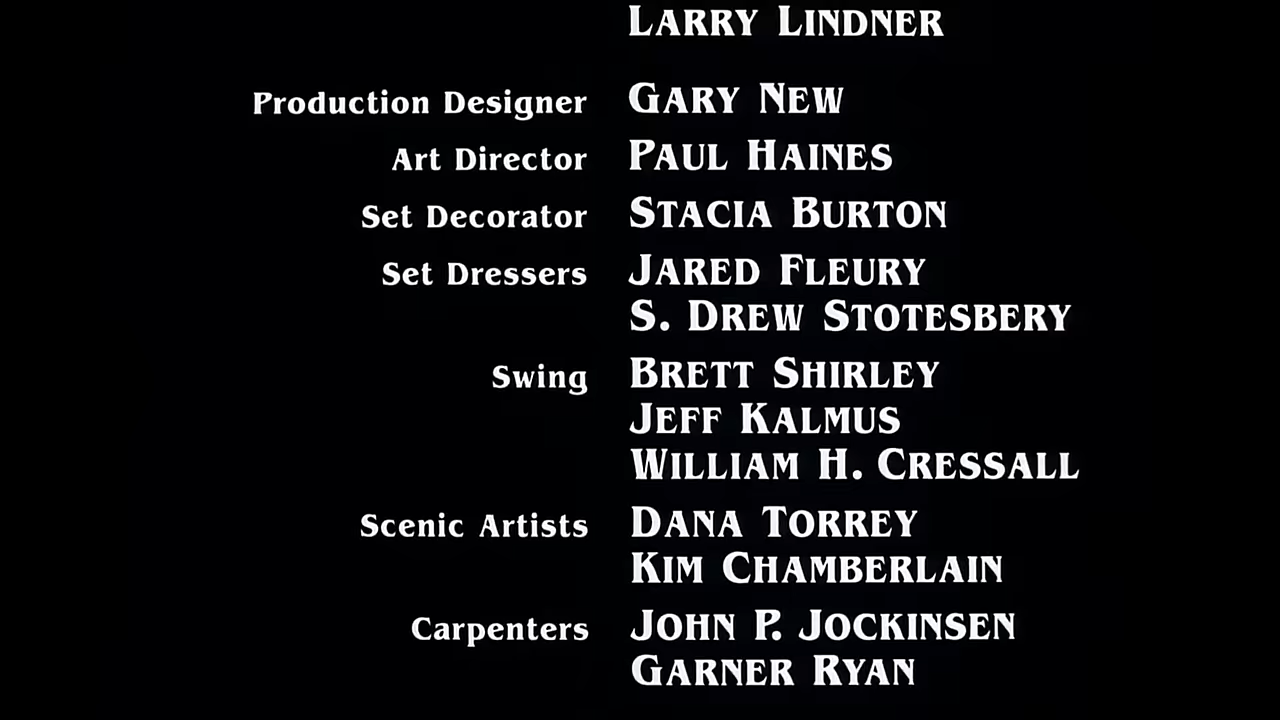 LARRY LINDNER
Production Designer GARY NEW
Art Director PAUL HAINES
Set Decorator STACIA BURTON
Set Dressers JARED FLEURY
S. DREW STOTESBERY
Swing BRETT SHIRLEY
JEFF KALMUS
WILLIAM H. CRESSALL
Scenic Artists DANA TORREY
KIM CHAMBERLAIN
Carpenters JOHN P. JOCKINSEN
GARNER RYAN